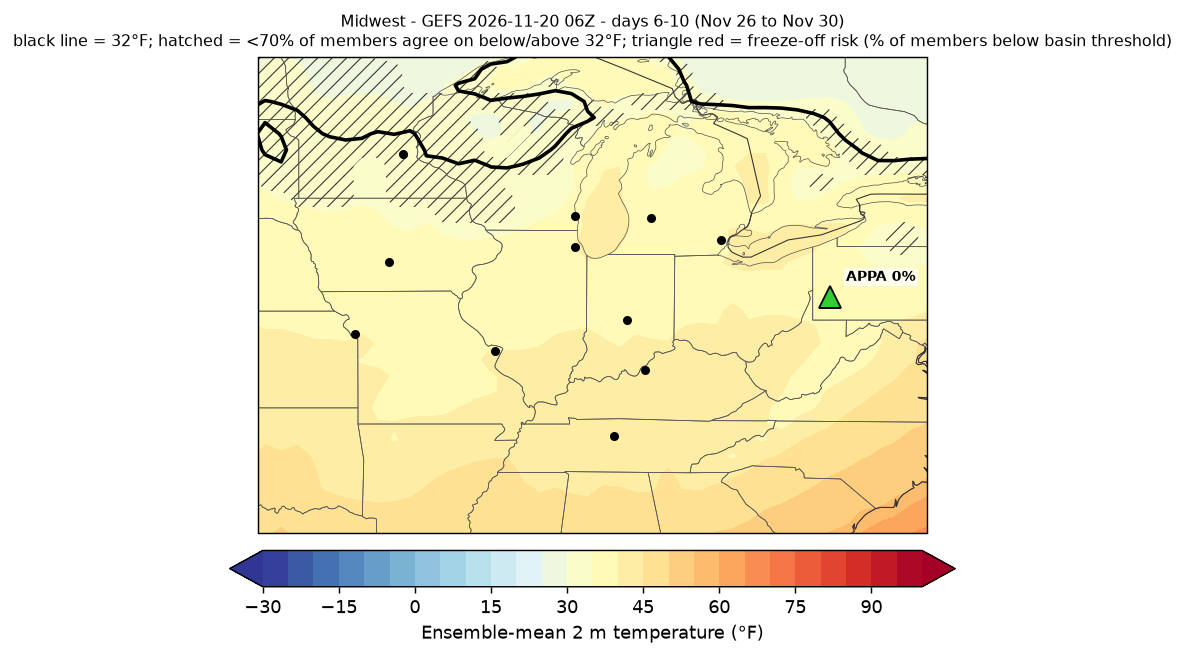 Midwest - GEFS 2026-11-20 06Z - days 6-10 (Nov 26 to Nov 30)
black line = 32°F; hatched = <70% of members agree on below/above 32°F; triangle red = freeze-off risk (% of members below basin threshold)
APPA 0%
−30 −15 0 15 30 45 60 75 90
Ensemble-mean 2 m temperature (°F)